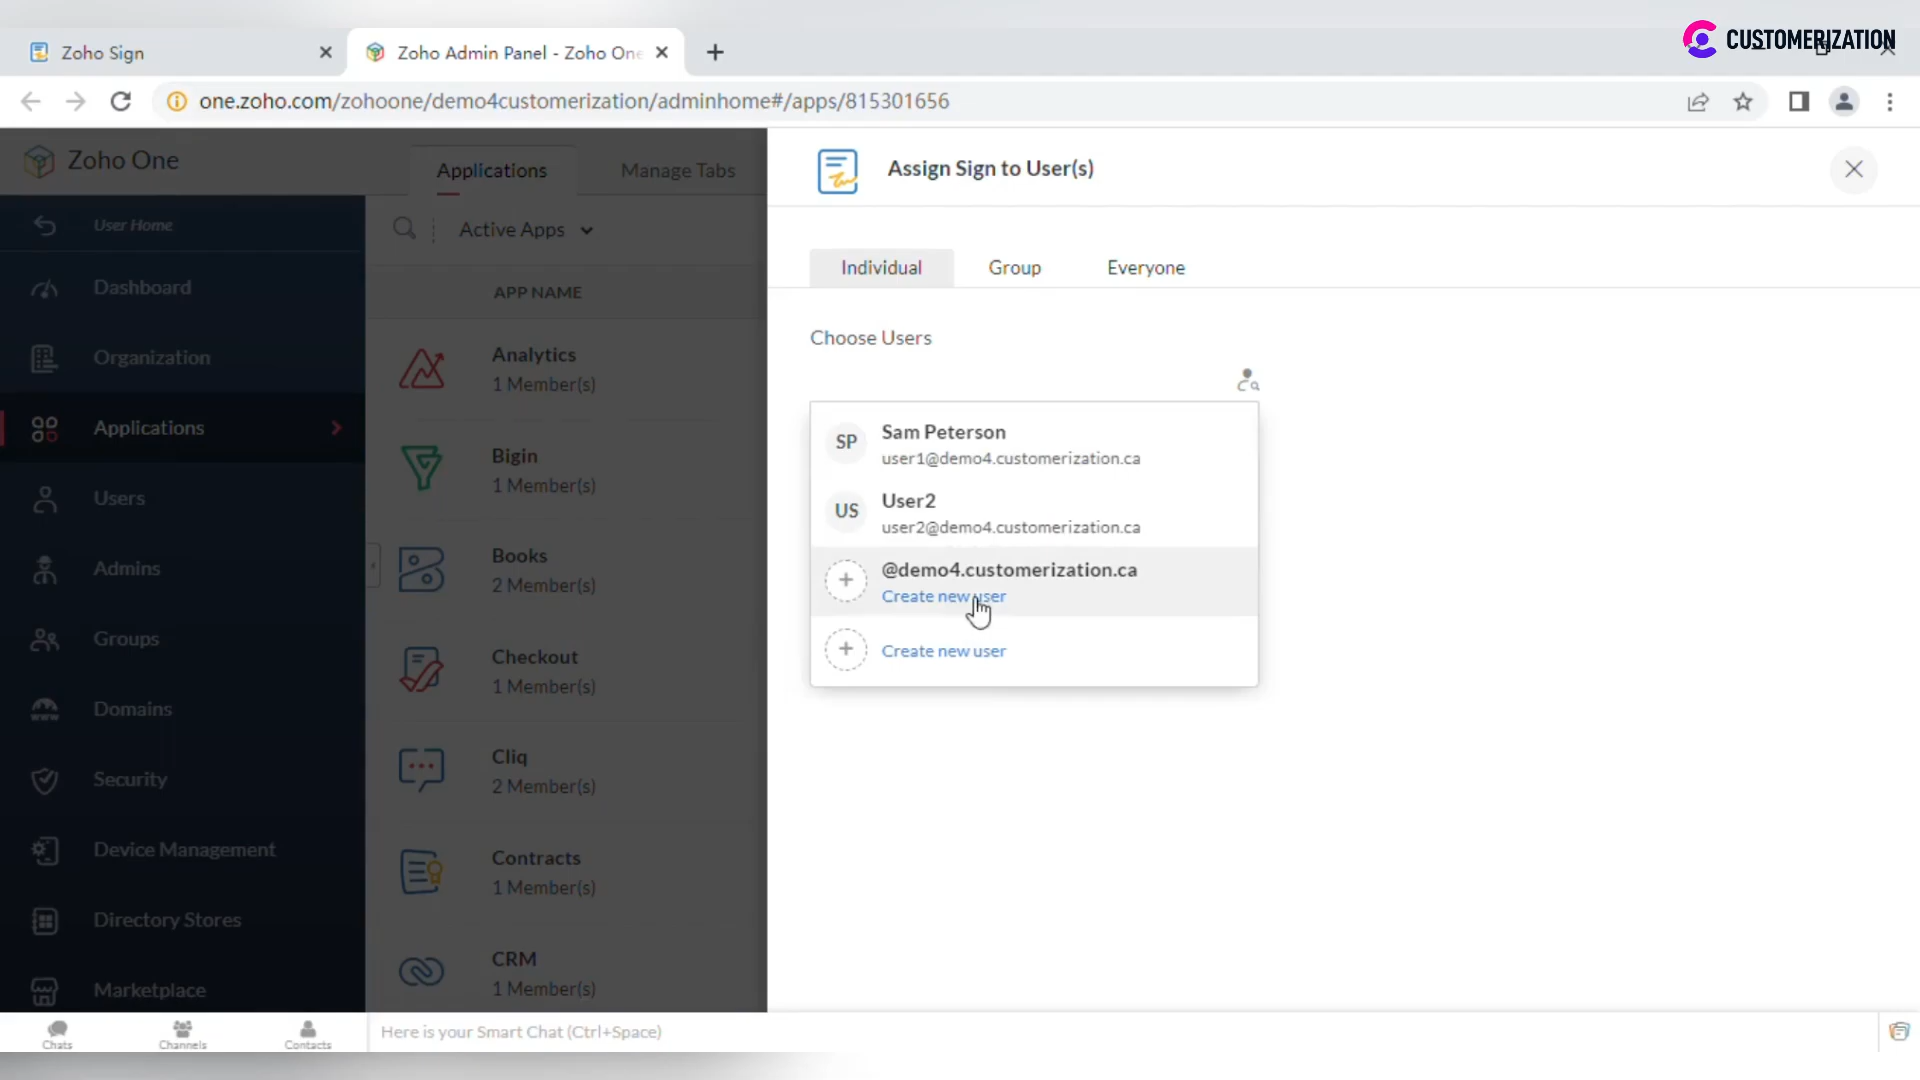 Zoho Sign
Zoho Admin Panel - Zoho One
CUSTOMERIZATION
one.zoho.com/zohoone/demo4customerization/adminhome#/apps/815301656
Zoho One
Applications
Manage Tabs
Assign Sign to User(s)
User Home
Active Apps
Individual
Group
Everyone
Dashboard
APP NAME
Choose Users
Organization
Analytics
1 Member(s)
Applications
Bigin
1 Member(s)
SP
Sam Peterson
user1@demo4.customerization.ca
Users
US
User2
user2@demo4.customerization.ca
Admins
Books
2 Member(s)
@demo4.customerization.ca
Create new user
Groups
Checkout
1 Member(s)
Create new user
Domains
Security
Cliq
2 Member(s)
Device Management
Contracts
1 Member(s)
Directory Stores
CRM
1 Member(s)
Marketplace
Chats
Channels
Contacts
Here is your Smart Chat (Ctrl+Space)